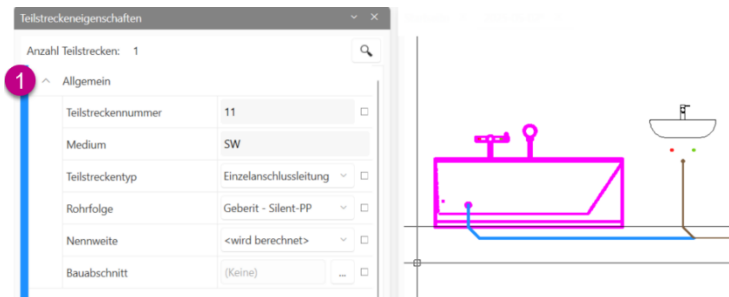 Teilstreckeneigenschaften
Anzahl Teilstrecken: 1
1
Allgemein
Teilstreckennummer 11
Medium SW
Teilstreckentyp Einzelanschlussleitung
Rohrfolge Geberit - Silent-PP
Nennweite <wird berechnet>
Bauabschnitt (Keine) ...